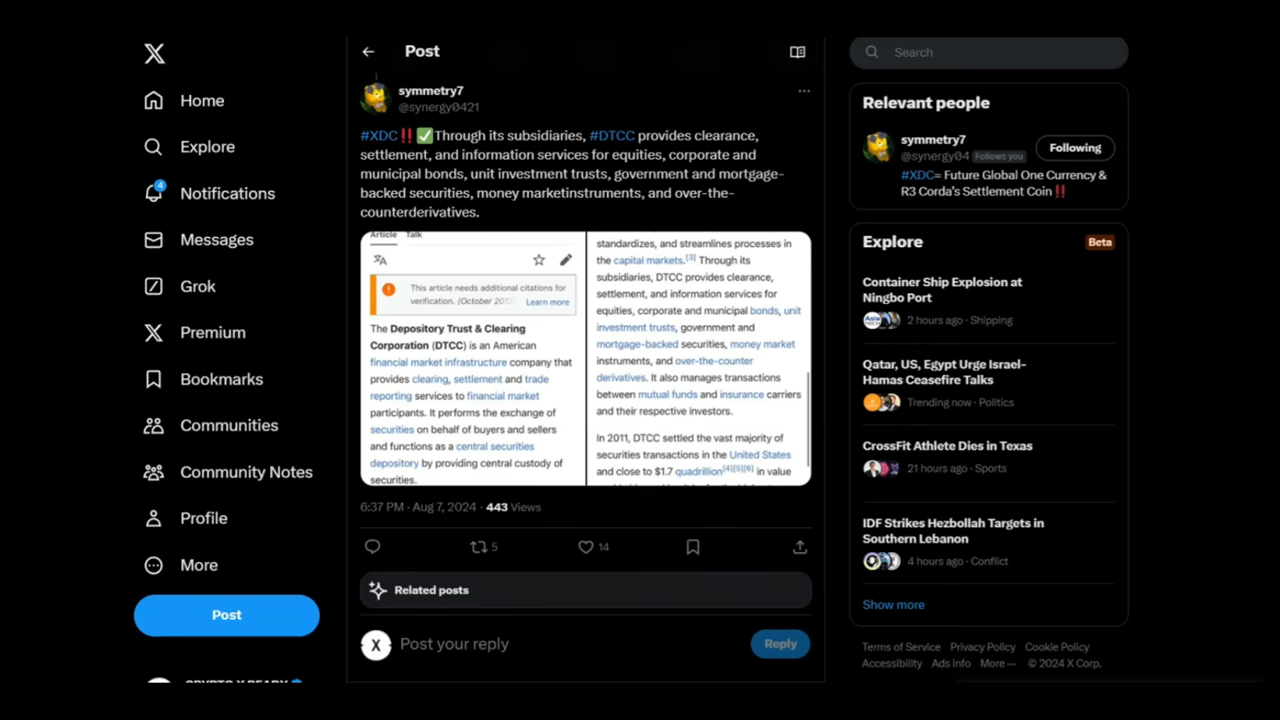 Home
Explore
Notifications
4
Messages
Grok
Premium
Bookmarks
Communities
Community Notes
Profile
More
Post
Post
symmetry7
@synergy0421
#XDC‼️✅Through its subsidiaries, #DTCC provides clearance,
settlement, and information services for equities, corporate and
municipal bonds, unit investment trusts, government and mortgage-
backed securities, money marketinstruments, and over-the-
counterderivatives.
Article Talk
This article needs additional citations for
verification. (October 2012 Learn more
The Depository Trust & Clearing
Corporation (DTCC) is an American
financial market infrastructure company that
provides clearing, settlement and trade
reporting services to financial market
participants. It performs the exchange of
securities on behalf of buyers and sellers
and functions as a central securities
depository by providing central custody of
securities.
standardizes, and streamlines processes in
the capital markets.[3] Through its
subsidiaries, DTCC provides clearance,
settlement, and information services for
equities, corporate and municipal bonds, unit
investment trusts, government and
mortgage-backed securities, money market
instruments, and over-the-counter
derivatives. It also manages transactions
between mutual funds and insurance carriers
and their respective investors.
In 2011, DTCC settled the vast majority of
securities transactions in the United States
and close to $1.7 quadrillion[4][5][6] in value
6:37 PM · Aug 7, 2024 · 443 Views
5
14
Related posts
X
Post your reply
Reply
Search
Relevant people
symmetry7
@synergy04 Follows you
Following
#XDC= Future Global One Currency &
R3 Corda's Settlement Coin‼️
Explore
Beta
Container Ship Explosion at
Ningbo Port
2 hours ago · Shipping
Qatar, US, Egypt Urge Israel-
Hamas Ceasefire Talks
Trending now · Politics
CrossFit Athlete Dies in Texas
21 hours ago · Sports
IDF Strikes Hezbollah Targets in
Southern Lebanon
4 hours ago · Conflict
Show more
Terms of Service Privacy Policy Cookie Policy
Accessibility Ads info More ··· © 2024 X Corp.
CRYPTO X READY